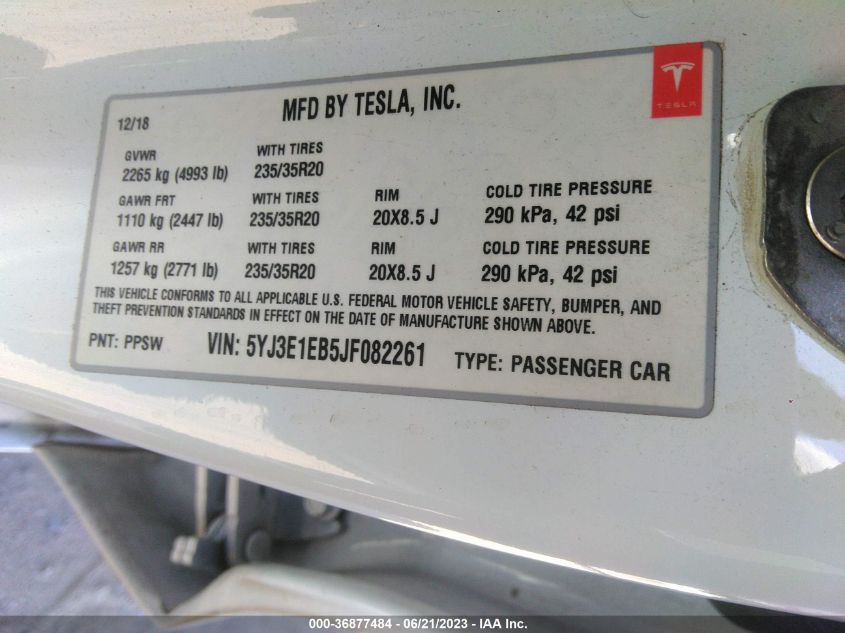 TESLA
MFD BY TESLA, INC.
12/18
GVWR WITH TIRES
2265 kg (4993 lb) 235/35R20
GAWR FRT WITH TIRES RIM COLD TIRE PRESSURE
1110 kg (2447 lb) 235/35R20 20X8.5 J 290 kPa, 42 psi
GAWR RR WITH TIRES RIM COLD TIRE PRESSURE
1257 kg (2771 lb) 235/35R20 20X8.5 J 290 kPa, 42 psi
THIS VEHICLE CONFORMS TO ALL APPLICABLE U.S. FEDERAL MOTOR VEHICLE SAFETY, BUMPER, AND
THEFT PREVENTION STANDARDS IN EFFECT ON THE DATE OF MANUFACTURE SHOWN ABOVE.
PNT: PPSW VIN: 5YJ3E1EB5JF082261 TYPE: PASSENGER CAR
000-36877484 - 06/21/2023 - IAA Inc.